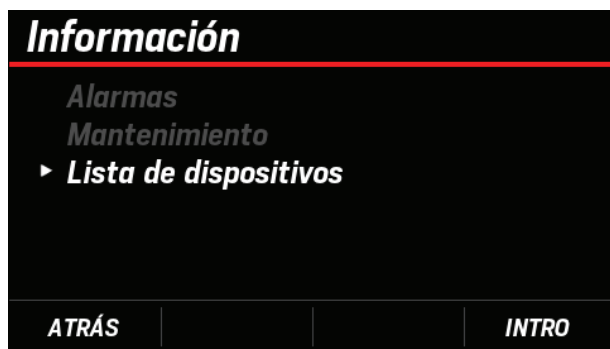 Información
Alarmas
Mantenimiento
Lista de dispositivos
ATRÁS INTRO